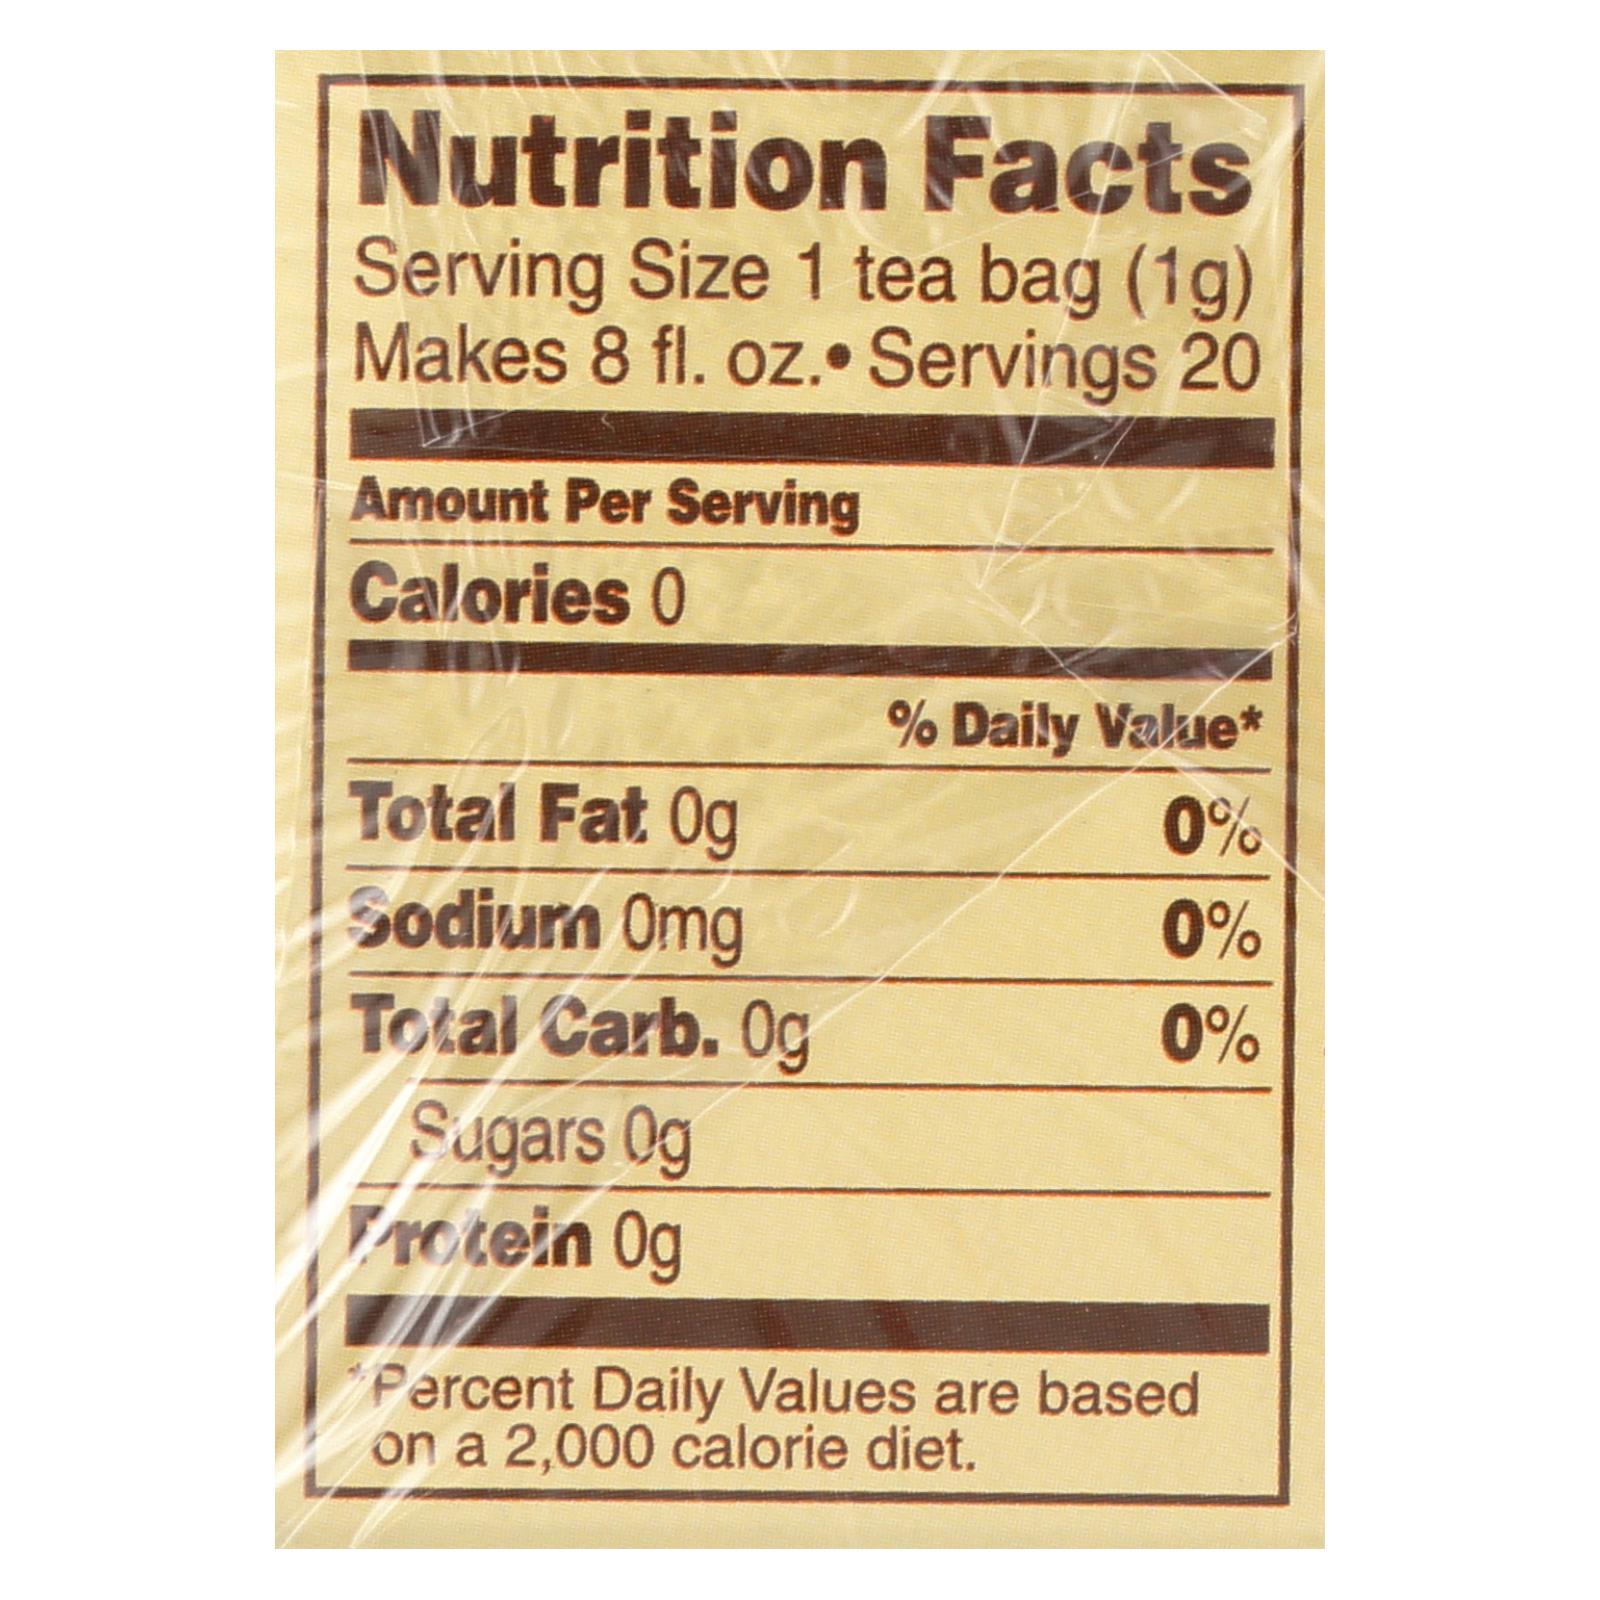 Nutrition Facts
Serving Size 1 tea bag (1g)
Makes 8 fl. oz.• Servings 20
Amount Per Serving
Calories 0
% Daily Value*
Total Fat 0g 0%
Sodium 0mg 0%
Total Carb. 0g 0%
Sugars 0g
Protein 0g
*Percent Daily Values are based
on a 2,000 calorie diet.